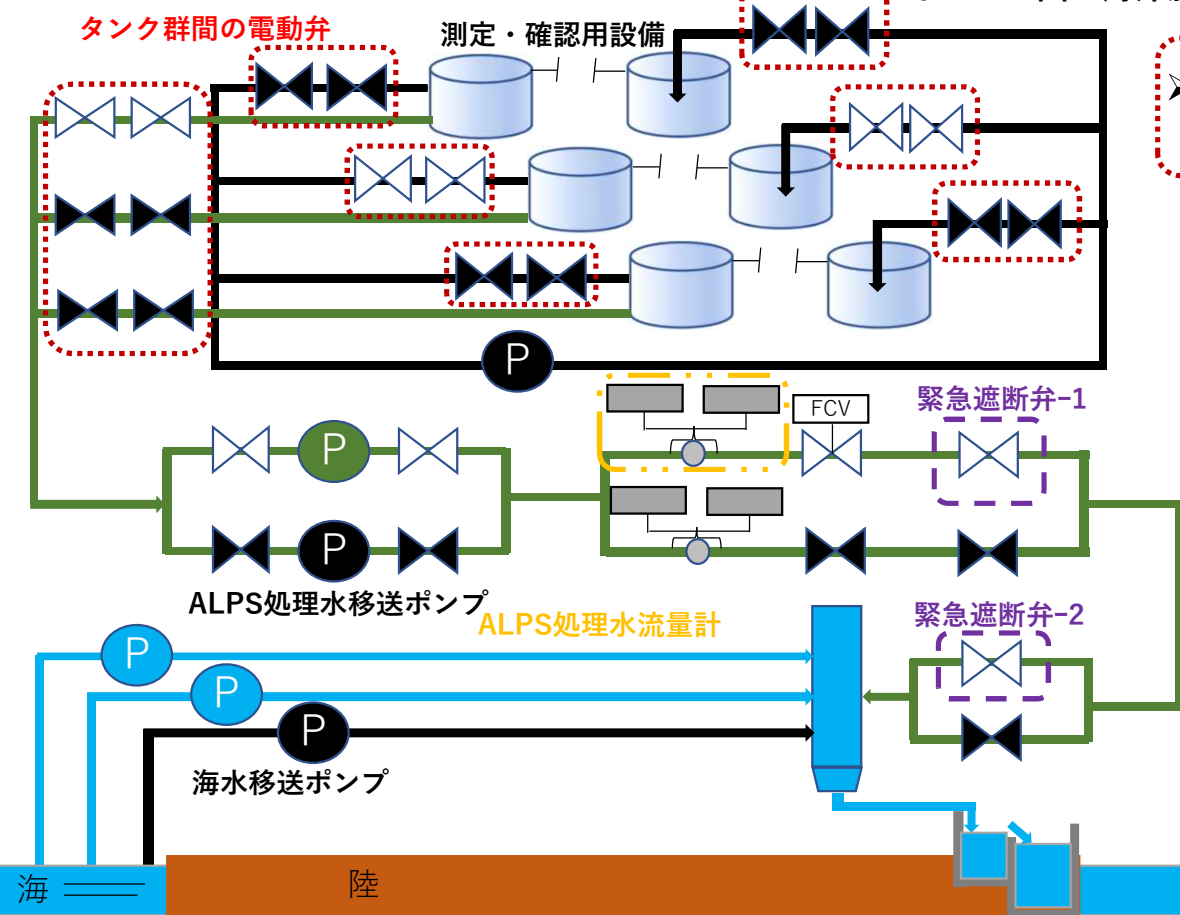 タンク群間の電動弁
測定・確認用設備
P
FCV
緊急遮断弁-1
P
P
ALPS処理水移送ポンプ
ALPS処理水流量計
緊急遮断弁-2
P
P
P
海水移送ポンプ
海
陸